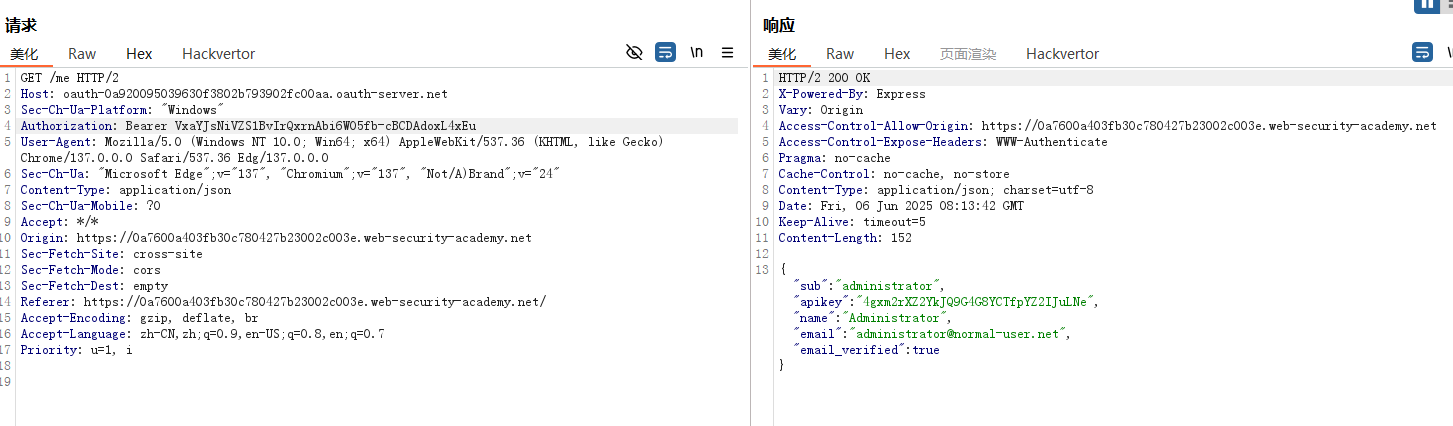 请求
美化 Raw Hex Hackvertor \n
1 GET /me HTTP/2
2 Host: oauth-0a920095039630f3802b793902fc00aa.oauth-server.net
3 Sec-Ch-Ua-Platform: "Windows"
4 Authorization: Bearer VxaYJsNiVZS1BvIrQxrnAbi6WO5fb-cBCDAdoxL4xEu
5 User-Agent: Mozilla/5.0 (Windows NT 10.0; Win64; x64) AppleWebKit/537.36 (KHTML, like Gecko)
Chrome/137.0.0.0 Safari/537.36 Edg/137.0.0.0
6 Sec-Ch-Ua: "Microsoft Edge";v="137", "Chromium";v="137", "Not/A)Brand";v="24"
7 Content-Type: application/json
8 Sec-Ch-Ua-Mobile: ?0
9 Accept: */*
10 Origin: https://0a7600a403fb30c780427b23002c003e.web-security-academy.net
11 Sec-Fetch-Site: cross-site
12 Sec-Fetch-Mode: cors
13 Sec-Fetch-Dest: empty
14 Referer: https://0a7600a403fb30c780427b23002c003e.web-security-academy.net/
15 Accept-Encoding: gzip, deflate, br
16 Accept-Language: zh-CN,zh;q=0.9,en-US;q=0.8,en;q=0.7
17 Priority: u=1, i
18
19
响应
美化 Raw Hex 页面渲染 Hackvertor
1 HTTP/2 200 OK
2 X-Powered-By: Express
3 Vary: Origin
4 Access-Control-Allow-Origin: https://0a7600a403fb30c780427b23002c003e.web-security-academy.net
5 Access-Control-Expose-Headers: WWW-Authenticate
6 Pragma: no-cache
7 Cache-Control: no-cache, no-store
8 Content-Type: application/json; charset=utf-8
9 Date: Fri, 06 Jun 2025 08:13:42 GMT
10 Keep-Alive: timeout=5
11 Content-Length: 152
12
13 {
"sub":"administrator",
"apikey":"4gxm2rXZ2YkJQ9G4G8YCTfpYZ2IJuLNe",
"name":"Administrator",
"email":"administrator@normal-user.net",
"email_verified":true
}